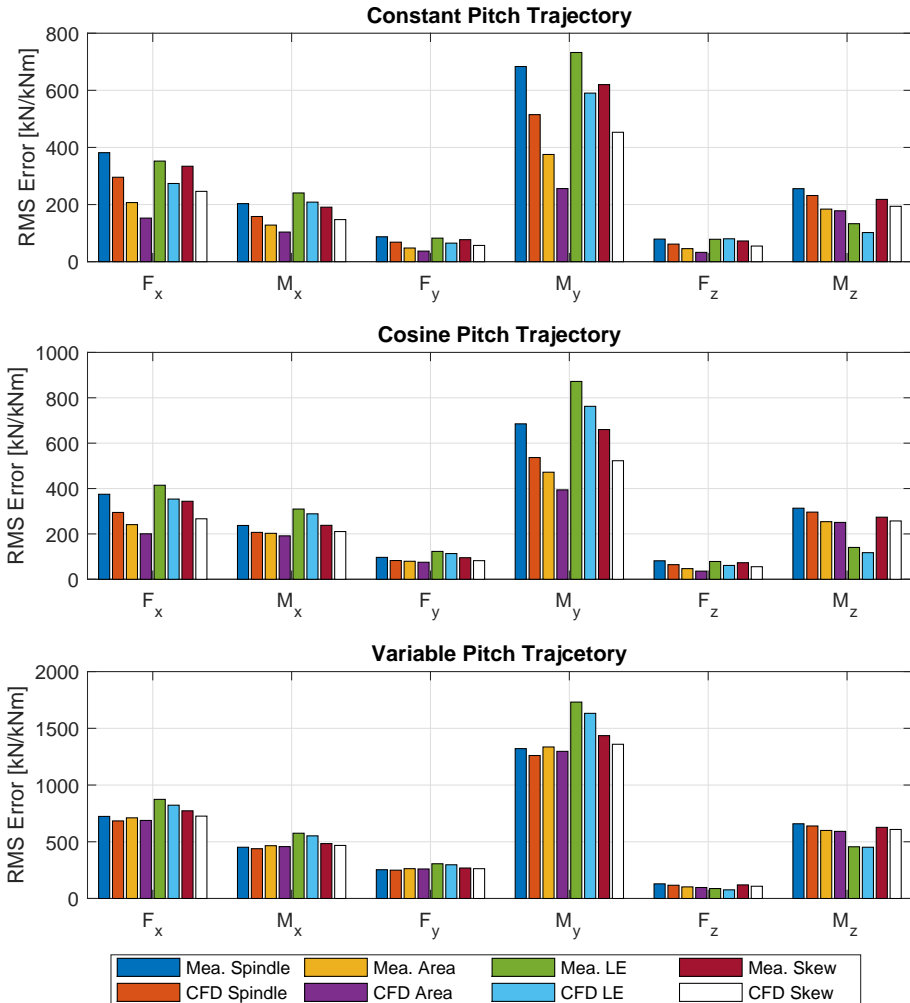 Constant Pitch Trajectory
RMS Error [kN/kNm]
800
600
400
200
0
F_x M_x F_y M_y F_z M_z
Cosine Pitch Trajectory
RMS Error [kN/kNm]
1000
800
600
400
200
0
F_x M_x F_y M_y F_z M_z
Variable Pitch Trajcetory
RMS Error [kN/kNm]
2000
1500
1000
500
0
F_x M_x F_y M_y F_z M_z
Mea. Spindle Mea. Area Mea. LE Mea. Skew
CFD Spindle CFD Area CFD LE CFD Skew